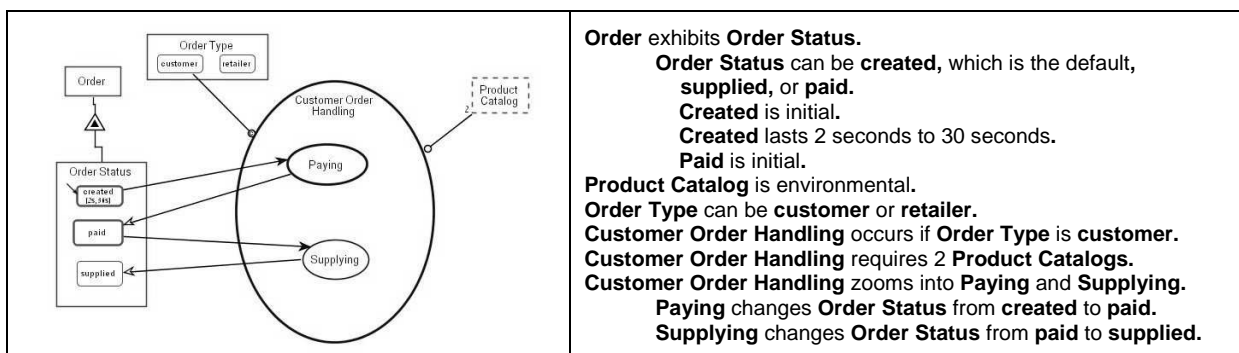 Order Type
customer retailer
Order
Customer Order
Handling
Product
Catalog
2
Order Status
created
[2s,30s]
Paying
paid
Supplying
supplied
Order exhibits Order Status.
Order Status can be created, which is the default,
supplied, or paid.
Created is initial.
Created lasts 2 seconds to 30 seconds.
Paid is initial.
Product Catalog is environmental.
Order Type can be customer or retailer.
Customer Order Handling occurs if Order Type is customer.
Customer Order Handling requires 2 Product Catalogs.
Customer Order Handling zooms into Paying and Supplying.
Paying changes Order Status from created to paid.
Supplying changes Order Status from paid to supplied.